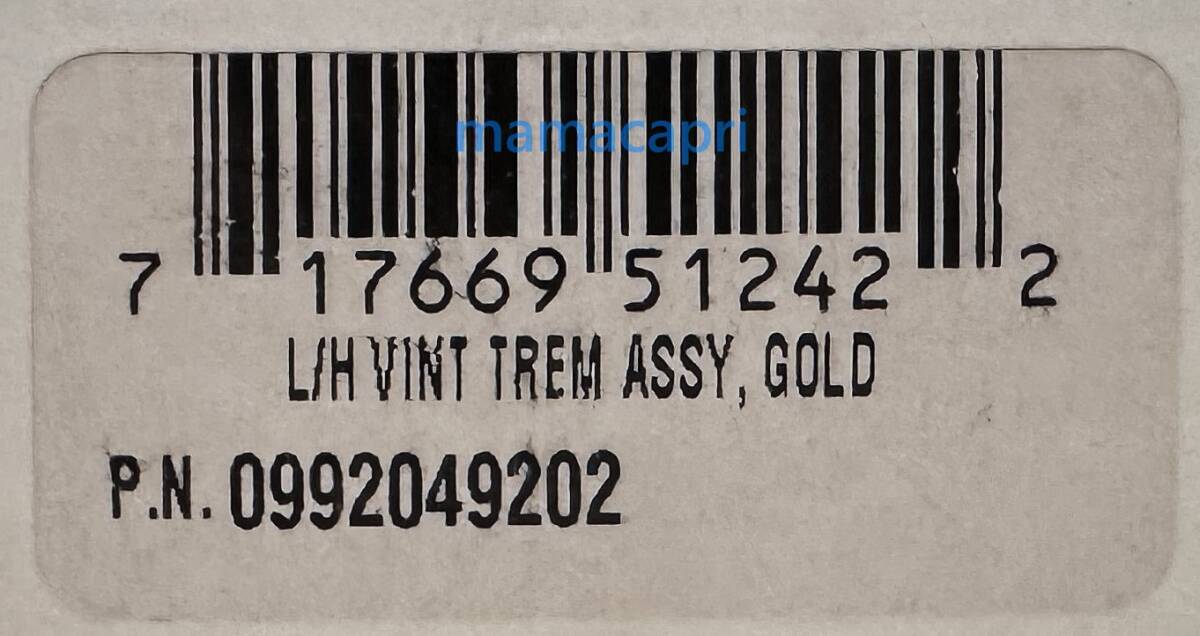 mamacapri
7 17669 51242 2
L/H VINT TREM ASSY, GOLD
P.N. 0992049202